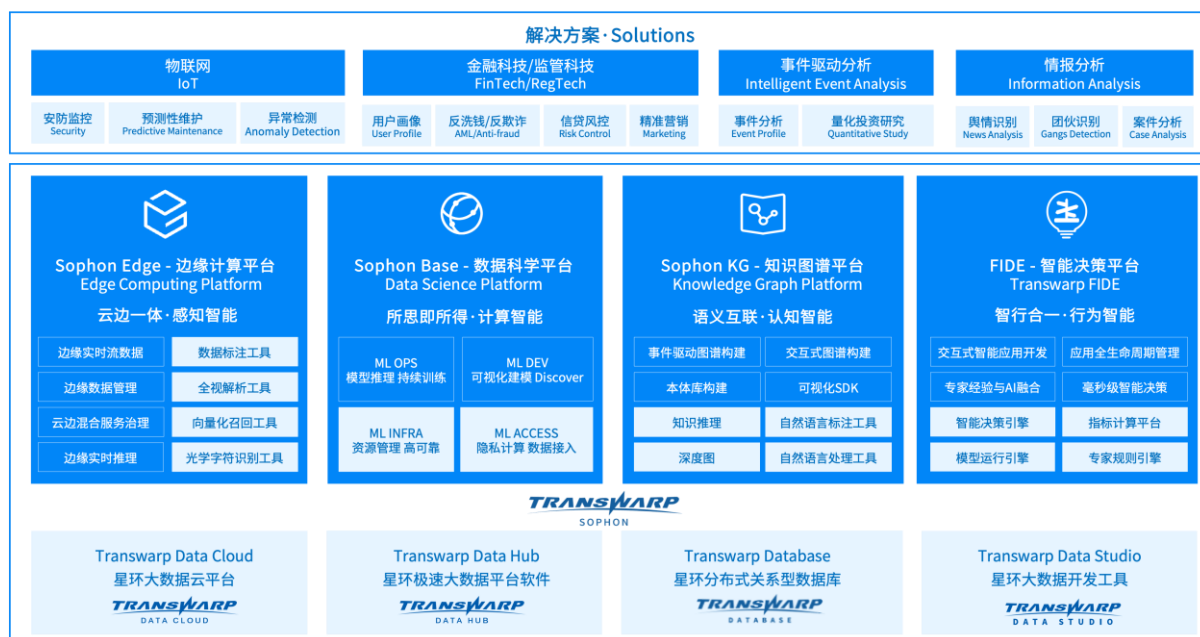 解决方案·Solutions
物联网
IoT
安防监控
Security
预测性维护
Predictive Maintenance
异常检测
Anomaly Detection
金融科技/监管科技
FinTech/RegTech
用户画像
User Profile
反洗钱/反欺诈
AML/Anti-fraud
信贷风控
Risk Control
精准营销
Marketing
事件驱动分析
Intelligent Event Analysis
事件分析
Event Profile
量化投资研究
Quantitative Study
情报分析
Information Analysis
舆情识别
News Analysis
团伙识别
Gangs Detection
案件分析
Case Analysis
Sophon Edge - 边缘计算平台
Edge Computing Platform
云边一体·感知智能
边缘实时流数据
数据标注工具
边缘数据管理
全视解析工具
云边混合服务治理
向量化召回工具
边缘实时推理
光学字符识别工具
Sophon Base - 数据科学平台
Data Science Platform
所思即所得·计算智能
ML OPS
模型推理 持续训练
ML DEV
可视化建模 Discover
ML INFRA
资源管理 高可靠
ML ACCESS
隐私计算 数据接入
Sophon KG - 知识图谱平台
Knowledge Graph Platform
语义互联·认知智能
事件驱动图谱构建
交互式图谱构建
本体库构建
可视化SDK
知识推理
自然语言标注工具
深度图
自然语言处理工具
FIDE - 智能决策平台
Transwarp FIDE
智行合一·行为智能
交互式智能应用开发
应用全生命周期管理
专家经验与AI融合
毫秒级智能决策
智能决策引擎
指标计算平台
模型运行引擎
专家规则引擎
TRANSWARP
SOPHON
Transwarp Data Cloud
星环大数据云平台
TRANSWARP
DATA CLOUD
Transwarp Data Hub
星环极速大数据平台软件
TRANSWARP
DATA HUB
Transwarp Database
星环分布式关系型数据库
TRANSWARP
DATABASE
Transwarp Data Studio
星环大数据开发工具
TRANSWARP
DATA STUDIO